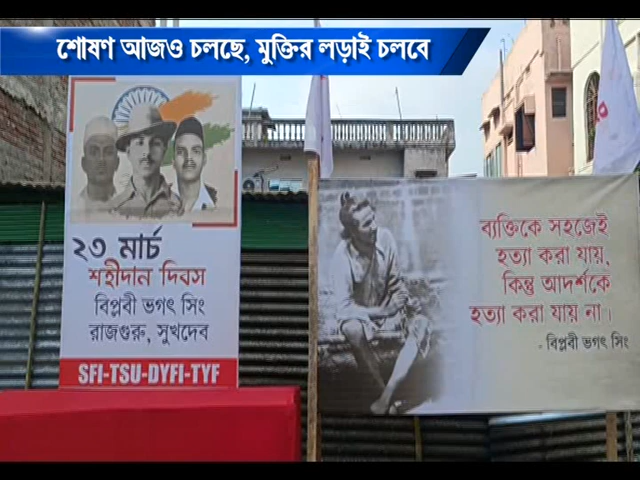 শোষণ আজও চলছে, মুক্তির লড়াই চলবে
২৩ মার্চ
শহীদান দিবস
বিপ্লবী ভগৎ সিং
রাজগুরু, সুখদেব
SFI-TSU-DYFI-TYF
ব্যক্তিকে সহজেই
হত্যা করা যায়,
কিন্তু আদর্শকে
হত্যা করা যায় না।
- বিপ্লবী ভগৎ সিং